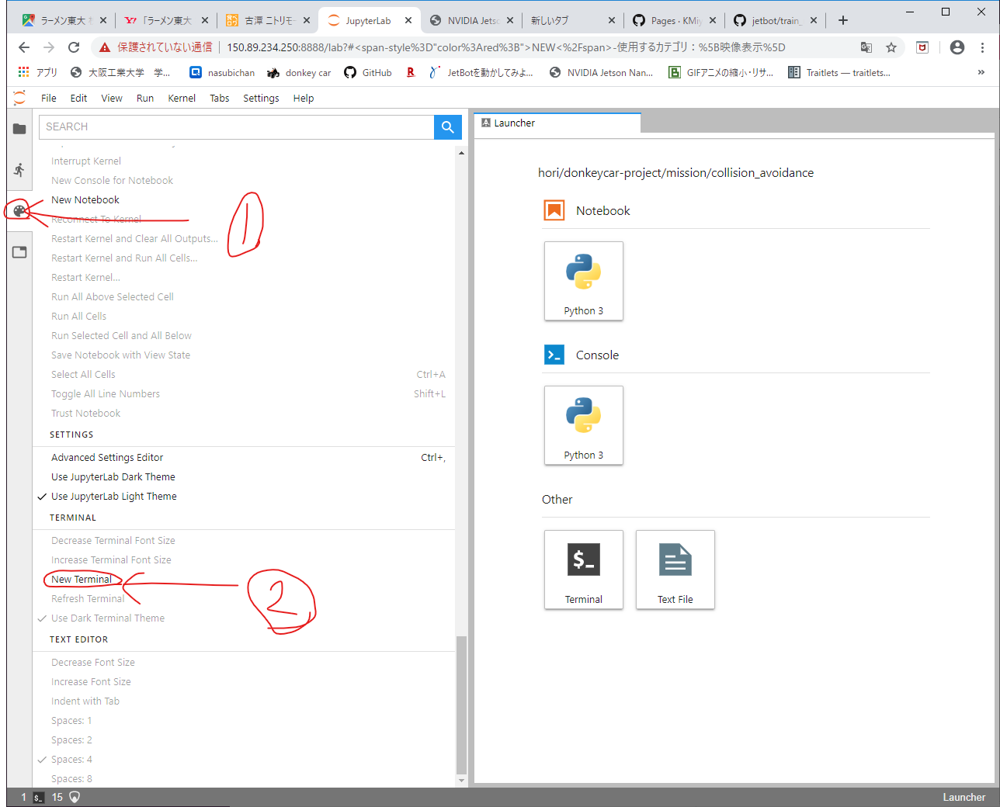 ラーメン東大
「ラーメン東大
古潭 ニトリモー
JupyterLab
NVIDIA Jetso
新しいタブ
Pages · KMiy
jetbot/train_
保護されていない通信
150.89.234.250:8888/lab?#<span-style%3D"color%3Ared%3B">NEW<%2Fspan>-使用するカテゴリ：%5B映像表示%5D
アプリ
大阪工業大学 学...
nasubichan
donkey car
GitHub
JetBotを動かしてみよ...
NVIDIA Jetson Nan...
GIFアニメの縮小・リサ...
Traitlets — traitlets...
File Edit View Run Kernel Tabs Settings Help
SEARCH
Launcher
Interrupt Kernel
New Console for Notebook
New Notebook
Reconnect To Kernel
Restart Kernel and Clear All Outputs...
Restart Kernel and Run All Cells...
Restart Kernel...
Run All Above Selected Cell
Run All Cells
Run Selected Cell and All Below
Save Notebook with View State
Select All Cells Ctrl+A
Toggle All Line Numbers Shift+L
Trust Notebook
SETTINGS
Advanced Settings Editor Ctrl+,
Use JupyterLab Dark Theme
Use JupyterLab Light Theme
TERMINAL
Decrease Terminal Font Size
Increase Terminal Font Size
New Terminal
Refresh Terminal
Use Dark Terminal Theme
TEXT EDITOR
Decrease Font Size
Increase Font Size
Indent with Tab
Spaces: 1
Spaces: 2
Spaces: 4
Spaces: 8
1
2
hori/donkeycar-project/mission/collision_avoidance
Notebook
Python 3
Console
Python 3
Other
$_
Terminal
Text File
1 $_ 15
Launcher